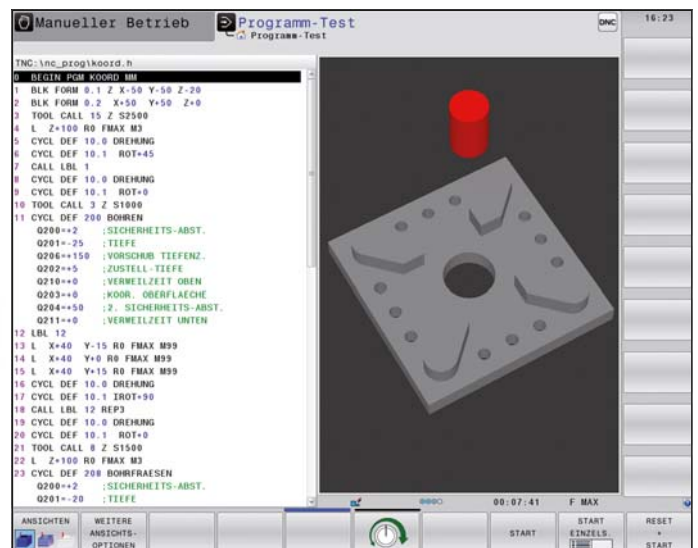 Manueller Betrieb
Programm-Test
Programm-Test
DNC
16:23
TNC:\nc_prog\koord.h
0 BEGIN PGM KOORD MM
1 BLK FORM 0.1 Z X-50 Y-50 Z-20
2 BLK FORM 0.2 X+50 Y+50 Z+0
3 TOOL CALL 15 Z S2500
4 L Z+100 R0 FMAX M3
5 CYCL DEF 10.0 DREHUNG
6 CYCL DEF 10.1 ROT+45
7 CALL LBL 1
8 CYCL DEF 10.0 DREHUNG
9 CYCL DEF 10.1 ROT+0
10 TOOL CALL 3 Z S1000
11 CYCL DEF 200 BOHREN
Q200=+2 ;SICHERHEITS-ABST.
Q201=-25 ;TIEFE
Q206=+150 ;VORSCHUB TIEFENZ.
Q202=+5 ;ZUSTELL-TIEFE
Q210=+0 ;VERWEILZEIT OBEN
Q203=+0 ;KOOR. OBERFLAECHE
Q204=+50 ;2. SICHERHEITS-ABST.
Q211=+0 ;VERWEILZEIT UNTEN
12 LBL 12
13 L X+40 Y-15 R0 FMAX M99
14 L X+40 Y+0 R0 FMAX M99
15 L X+40 Y+15 R0 FMAX M99
16 CYCL DEF 10.0 DREHUNG
17 CYCL DEF 10.1 IROT+90
18 CALL LBL 12 REP3
19 CYCL DEF 10.0 DREHUNG
20 CYCL DEF 10.1 ROT+0
21 TOOL CALL 8 Z S1500
22 L Z+100 R0 FMAX M3
23 CYCL DEF 208 BOHRFRAESEN
Q200=+2 ;SICHERHEITS-ABST.
Q201=-20 ;TIEFE
00:07:41 F MAX
ANSICHTEN
WEITERE
ANSICHTS-
OPTIONEN
START
START
EINZELS.
RESET
+
START